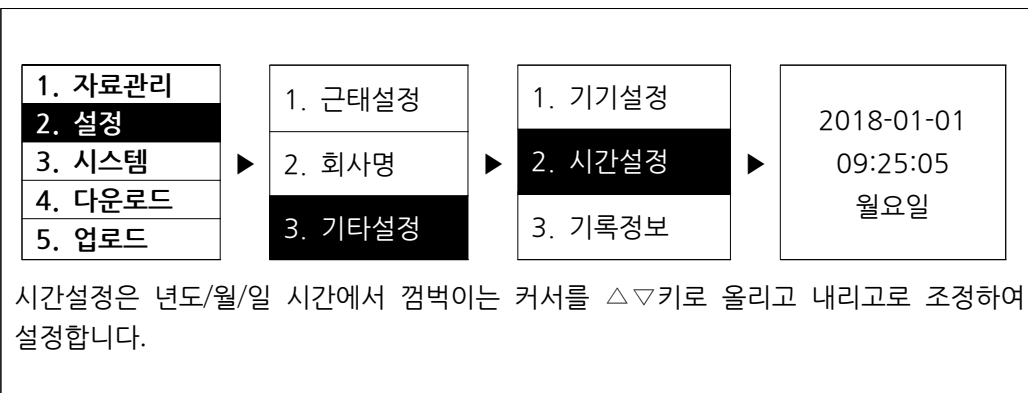 1. 자료관리
2. 설정
3. 시스템
4. 다운로드
5. 업로드
▶
1. 근태설정
2. 회사명
3. 기타설정
▶
1. 기기설정
2. 시간설정
3. 기록정보
▶
2018-01-01
09:25:05
월요일
시간설정은 년도/월/일 시간에서 껌벅이는 커서를 △▽키로 올리고 내리고로 조정하여
설정합니다.